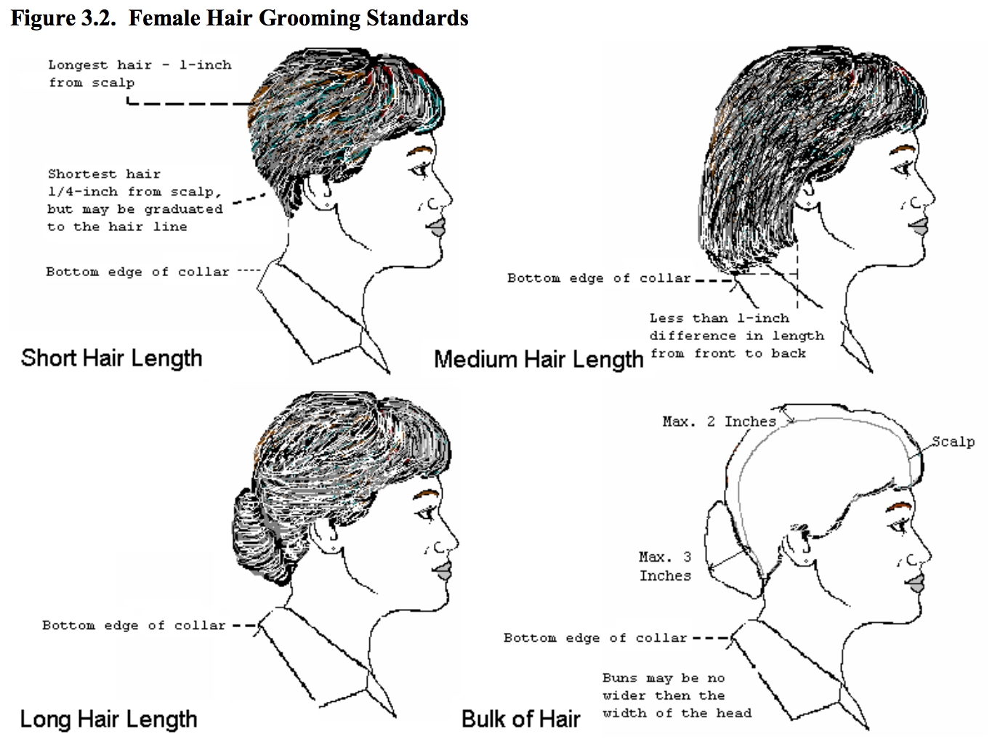 Figure 3.2.  Female Hair Grooming Standards
Longest hair - 1-inch
from scalp
Shortest hair
1/4-inch from scalp,
but may be graduated
to the hair line
Bottom edge of collar
Short Hair Length
Bottom edge of collar
Less than 1-inch
difference in length
from front to back
Medium Hair Length
Bottom edge of collar
Long Hair Length
Max. 2 Inches
Scalp
Max. 3
Inches
Bottom edge of collar
Buns may be no
wider then the
width of the head
Bulk of Hair